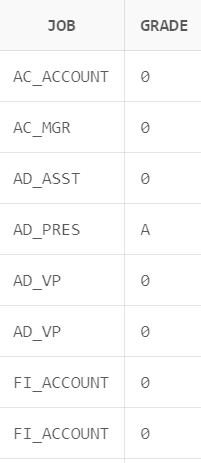 JOB GRADE
AC_ACCOUNT 0
AC_MGR 0
AD_ASST 0
AD_PRES A
AD_VP 0
AD_VP 0
FI_ACCOUNT 0
FI_ACCOUNT 0